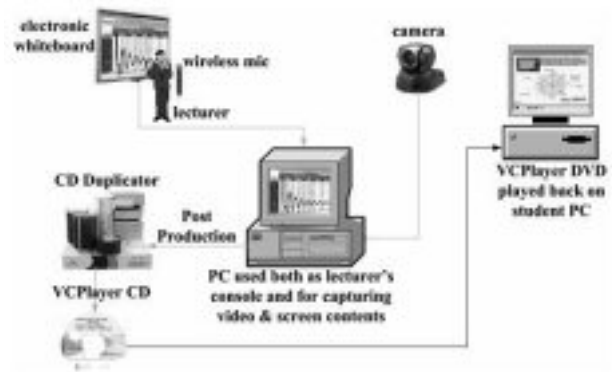 electronic
whiteboard
wireless mic
lecturer
camera
VCPlayer DVD
played back on
student PC
CD Duplicator
Post
Production
PC used both as lecturer's
console and for capturing
video & screen contents
VCPlayer CD